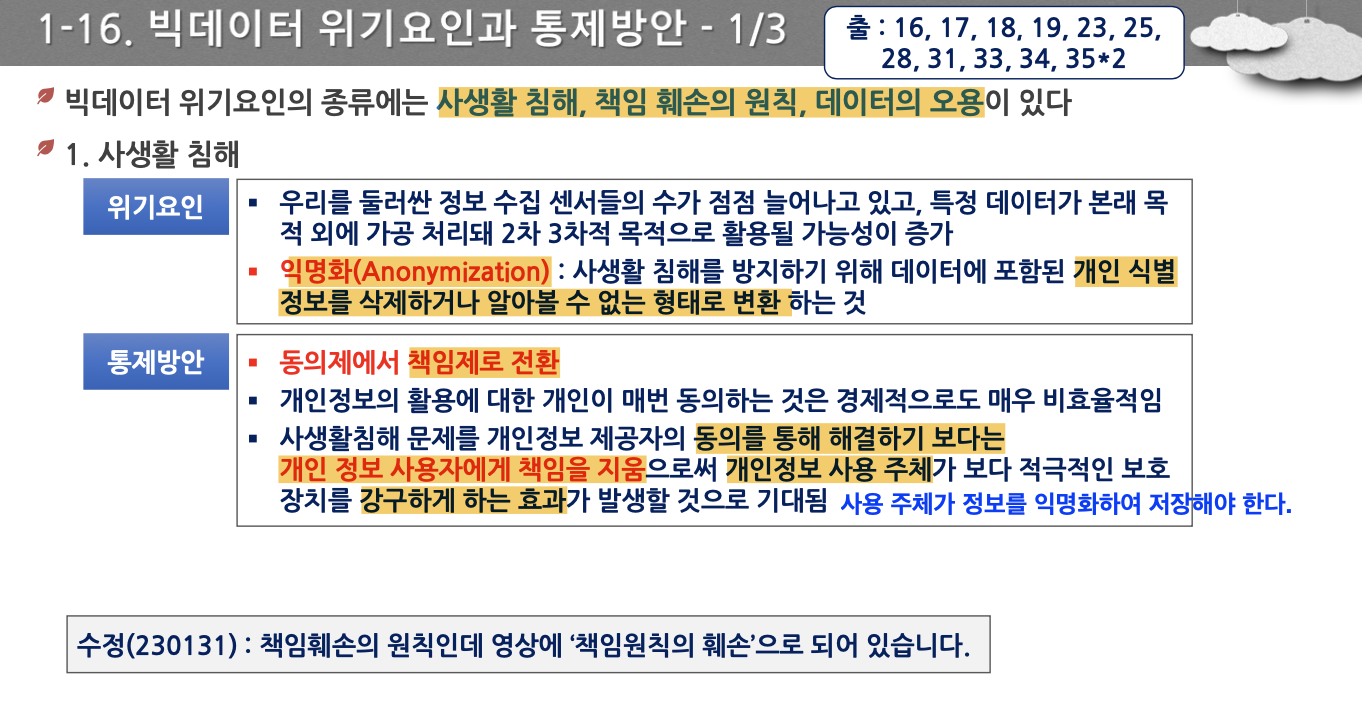 1-16. 빅데이터 위기요인과 통제방안 - 1/3
출 : 16, 17, 18, 19, 23, 25,
28, 31, 33, 34, 35*2
빅데이터 위기요인의 종류에는 사생활 침해, 책임 훼손의 원칙, 데이터의 오용이 있다
1. 사생활 침해
위기요인
▪ 우리를 둘러싼 정보 수집 센서들의 수가 점점 늘어나고 있고, 특정 데이터가 본래 목
적 외에 가공 처리돼 2차 3차적 목적으로 활용될 가능성이 증가
▪ 익명화(Anonymization) : 사생활 침해를 방지하기 위해 데이터에 포함된 개인 식별
정보를 삭제하거나 알아볼 수 없는 형태로 변환 하는 것
통제방안
▪ 동의제에서 책임제로 전환
▪ 개인정보의 활용에 대한 개인이 매번 동의하는 것은 경제적으로도 매우 비효율적임
▪ 사생활침해 문제를 개인정보 제공자의 동의를 통해 해결하기 보다는
개인 정보 사용자에게 책임을 지움으로써 개인정보 사용 주체가 보다 적극적인 보호
장치를 강구하게 하는 효과가 발생할 것으로 기대됨 사용 주체가 정보를 익명화하여 저장해야 한다.
수정(230131) : 책임훼손의 원칙인데 영상에 ‘책임원칙의 훼손’으로 되어 있습니다.